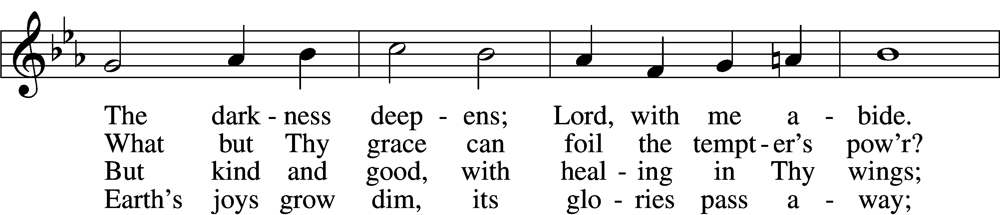 The dark - ness deep - ens; Lord, with me a - bide.
What but Thy grace can foil the tempt - er's pow'r?
But kind and good, with heal - ing in Thy wings;
Earth's joys grow dim, its glo - ries pass a - way;